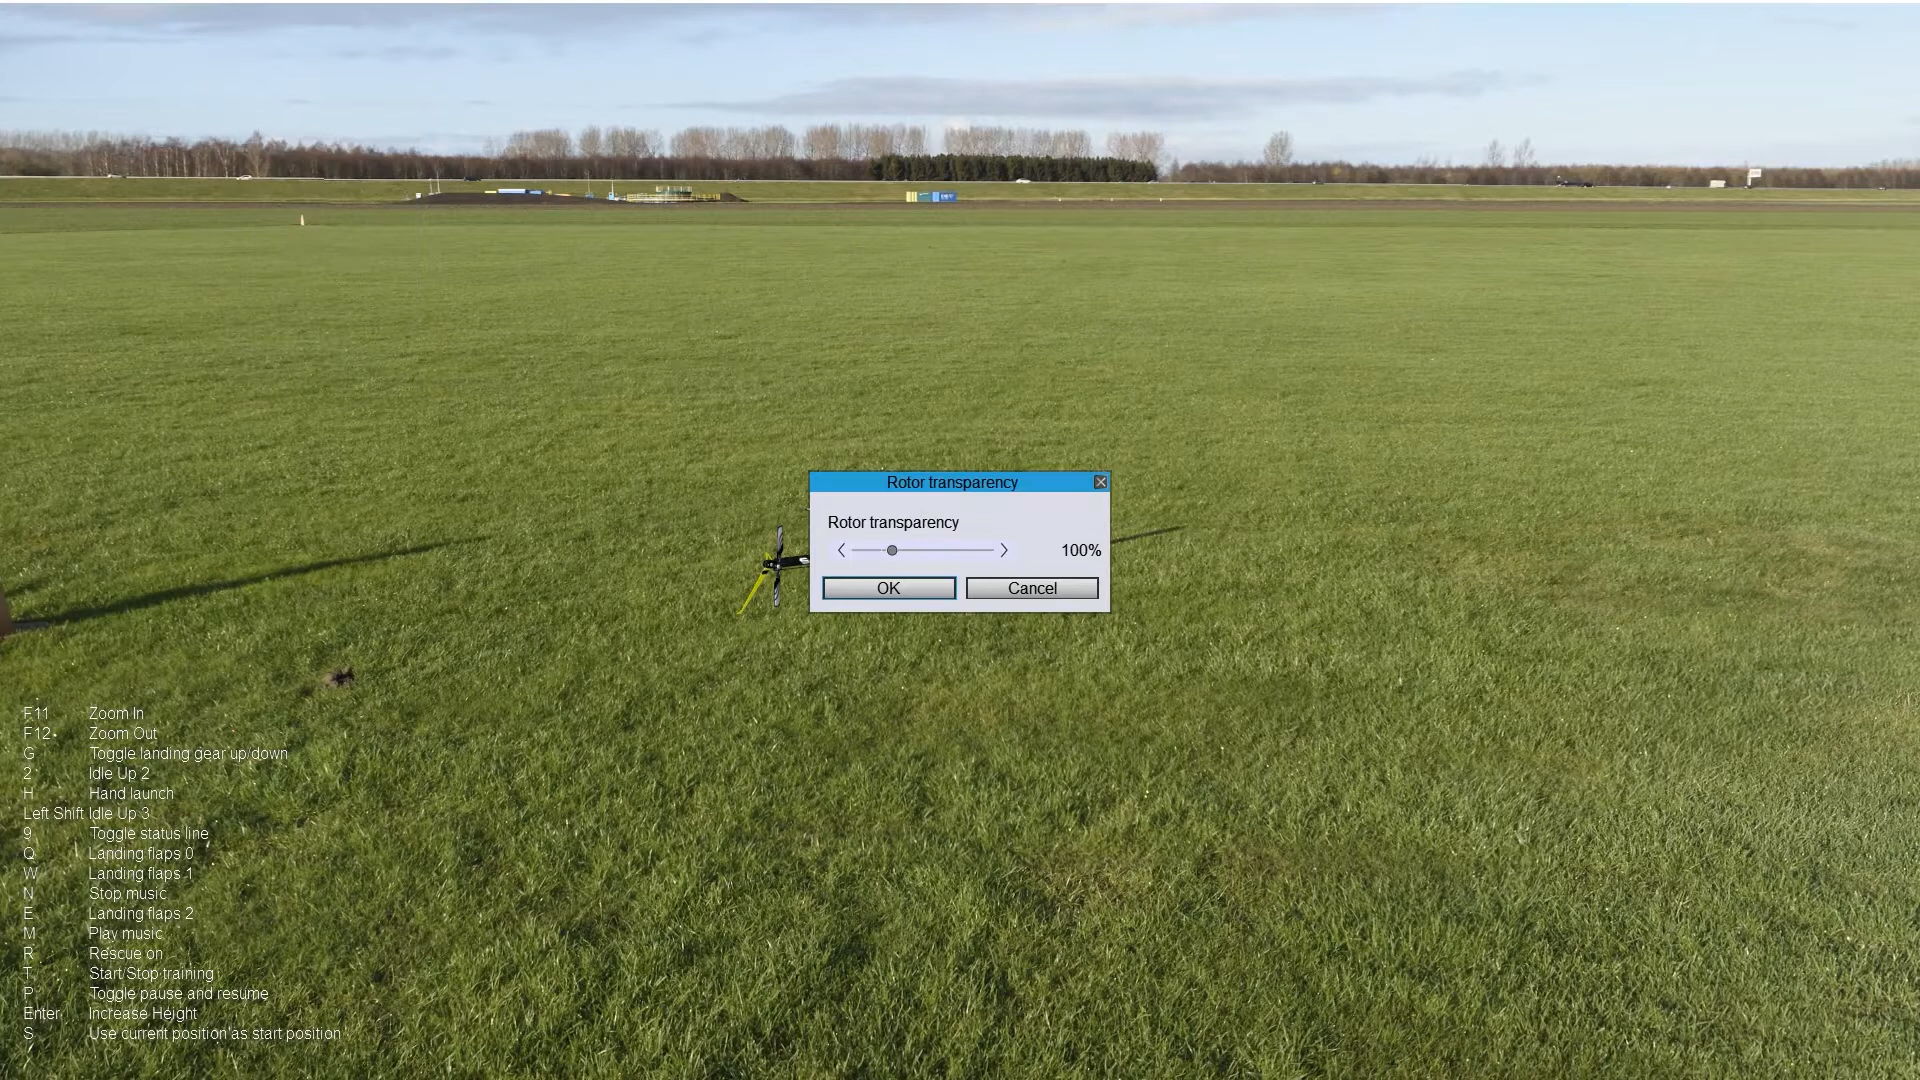 Rotor transparency
Rotor transparency
100%
OK Cancel
F11 Zoom In
F12 Zoom Out
G Toggle landing gear up/down
2 Idle Up 2
H Hand launch
Left Shift Idle Up 3
9 Toggle status line
Q Landing flaps 0
W Landing flaps 1
N Stop music
E Landing flaps 2
M Play music
R Rescue on
T Start/Stop training
P Toggle pause and resume
Enter Increase Height
S Use current position as start position